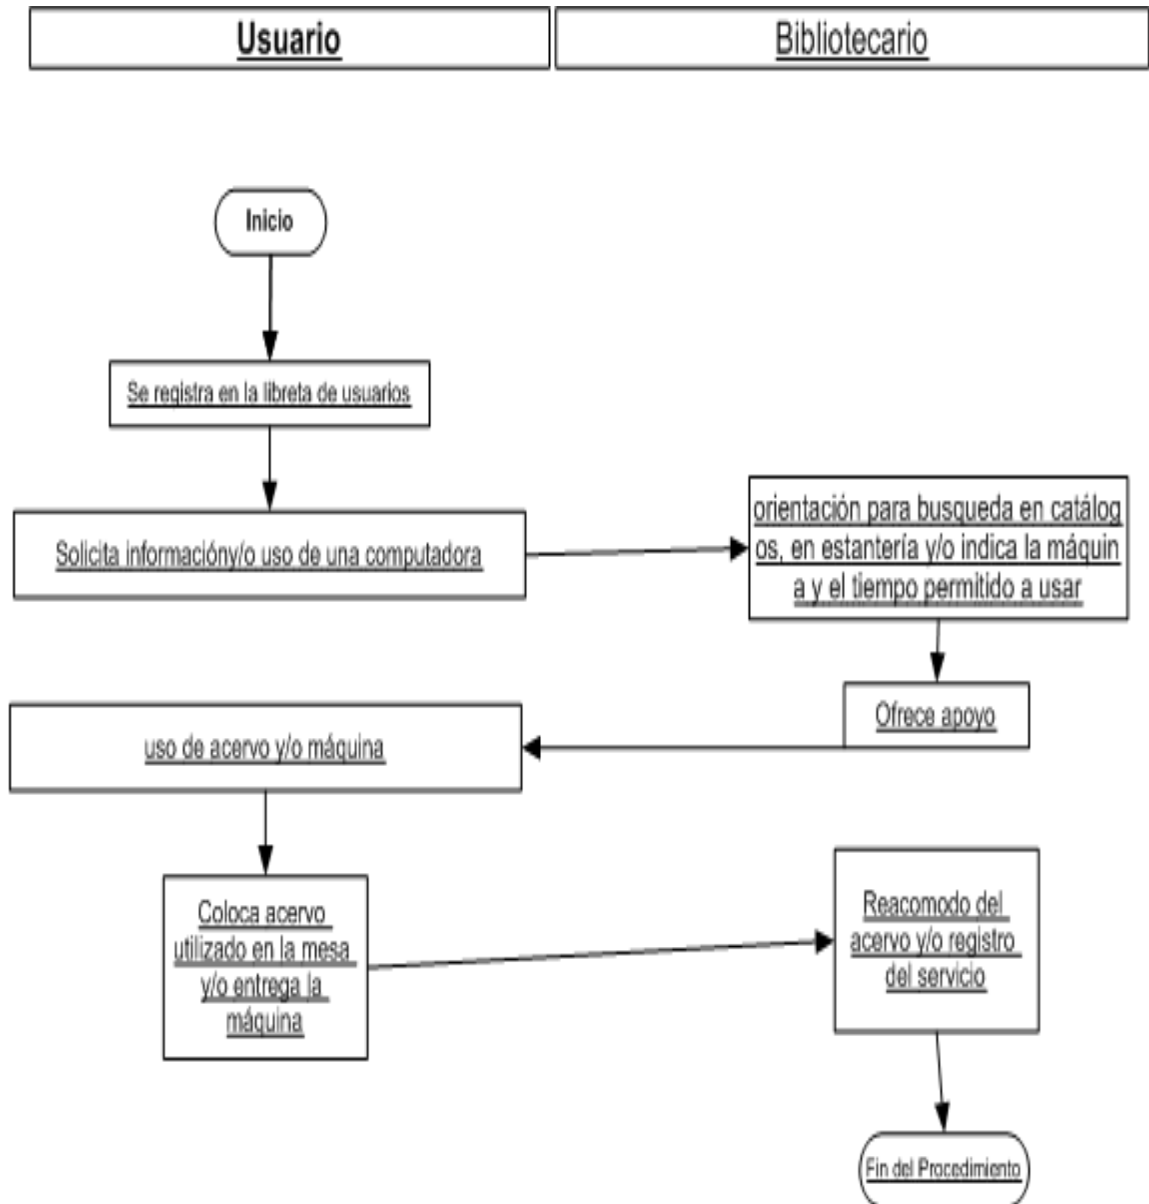 Usuario
Bibliotecario
Inicio
Se registra en la libreta de usuarios
Solicita informacióny/o uso de una computadora
orientación para busqueda en catálog
os, en estantería y/o indica la máquin
a y el tiempo permitido a usar
Ofrece apoyo
uso de acervo y/o máquina
Coloca acervo
utilizado en la mesa
y/o entrega la
máquina
Reacomodo del
acervo y/o registro
del servicio
Fin del Procedimiento